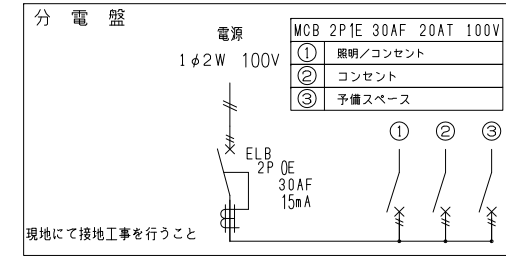 分電盤
電源
1φ2W 100V
MCB 2P1E 30AF 20AT 100V
① 照明/コンセント
② コンセント
③ 予備スペース
① ② ③
ELB
2P 0E
30AF
15mA
現地にて接地工事を行うこと